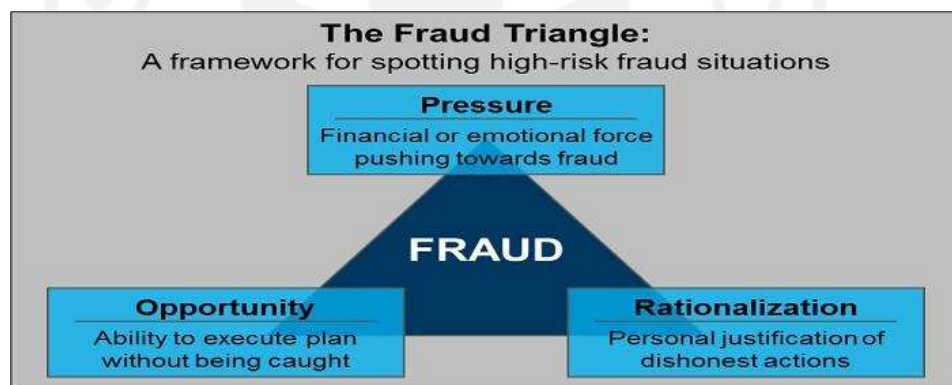 The Fraud Triangle:
A framework for spotting high-risk fraud situations
Pressure
Financial or emotional force
pushing towards fraud
FRAUD
Opportunity
Ability to execute plan
without being caught
Rationalization
Personal justification of
dishonest actions